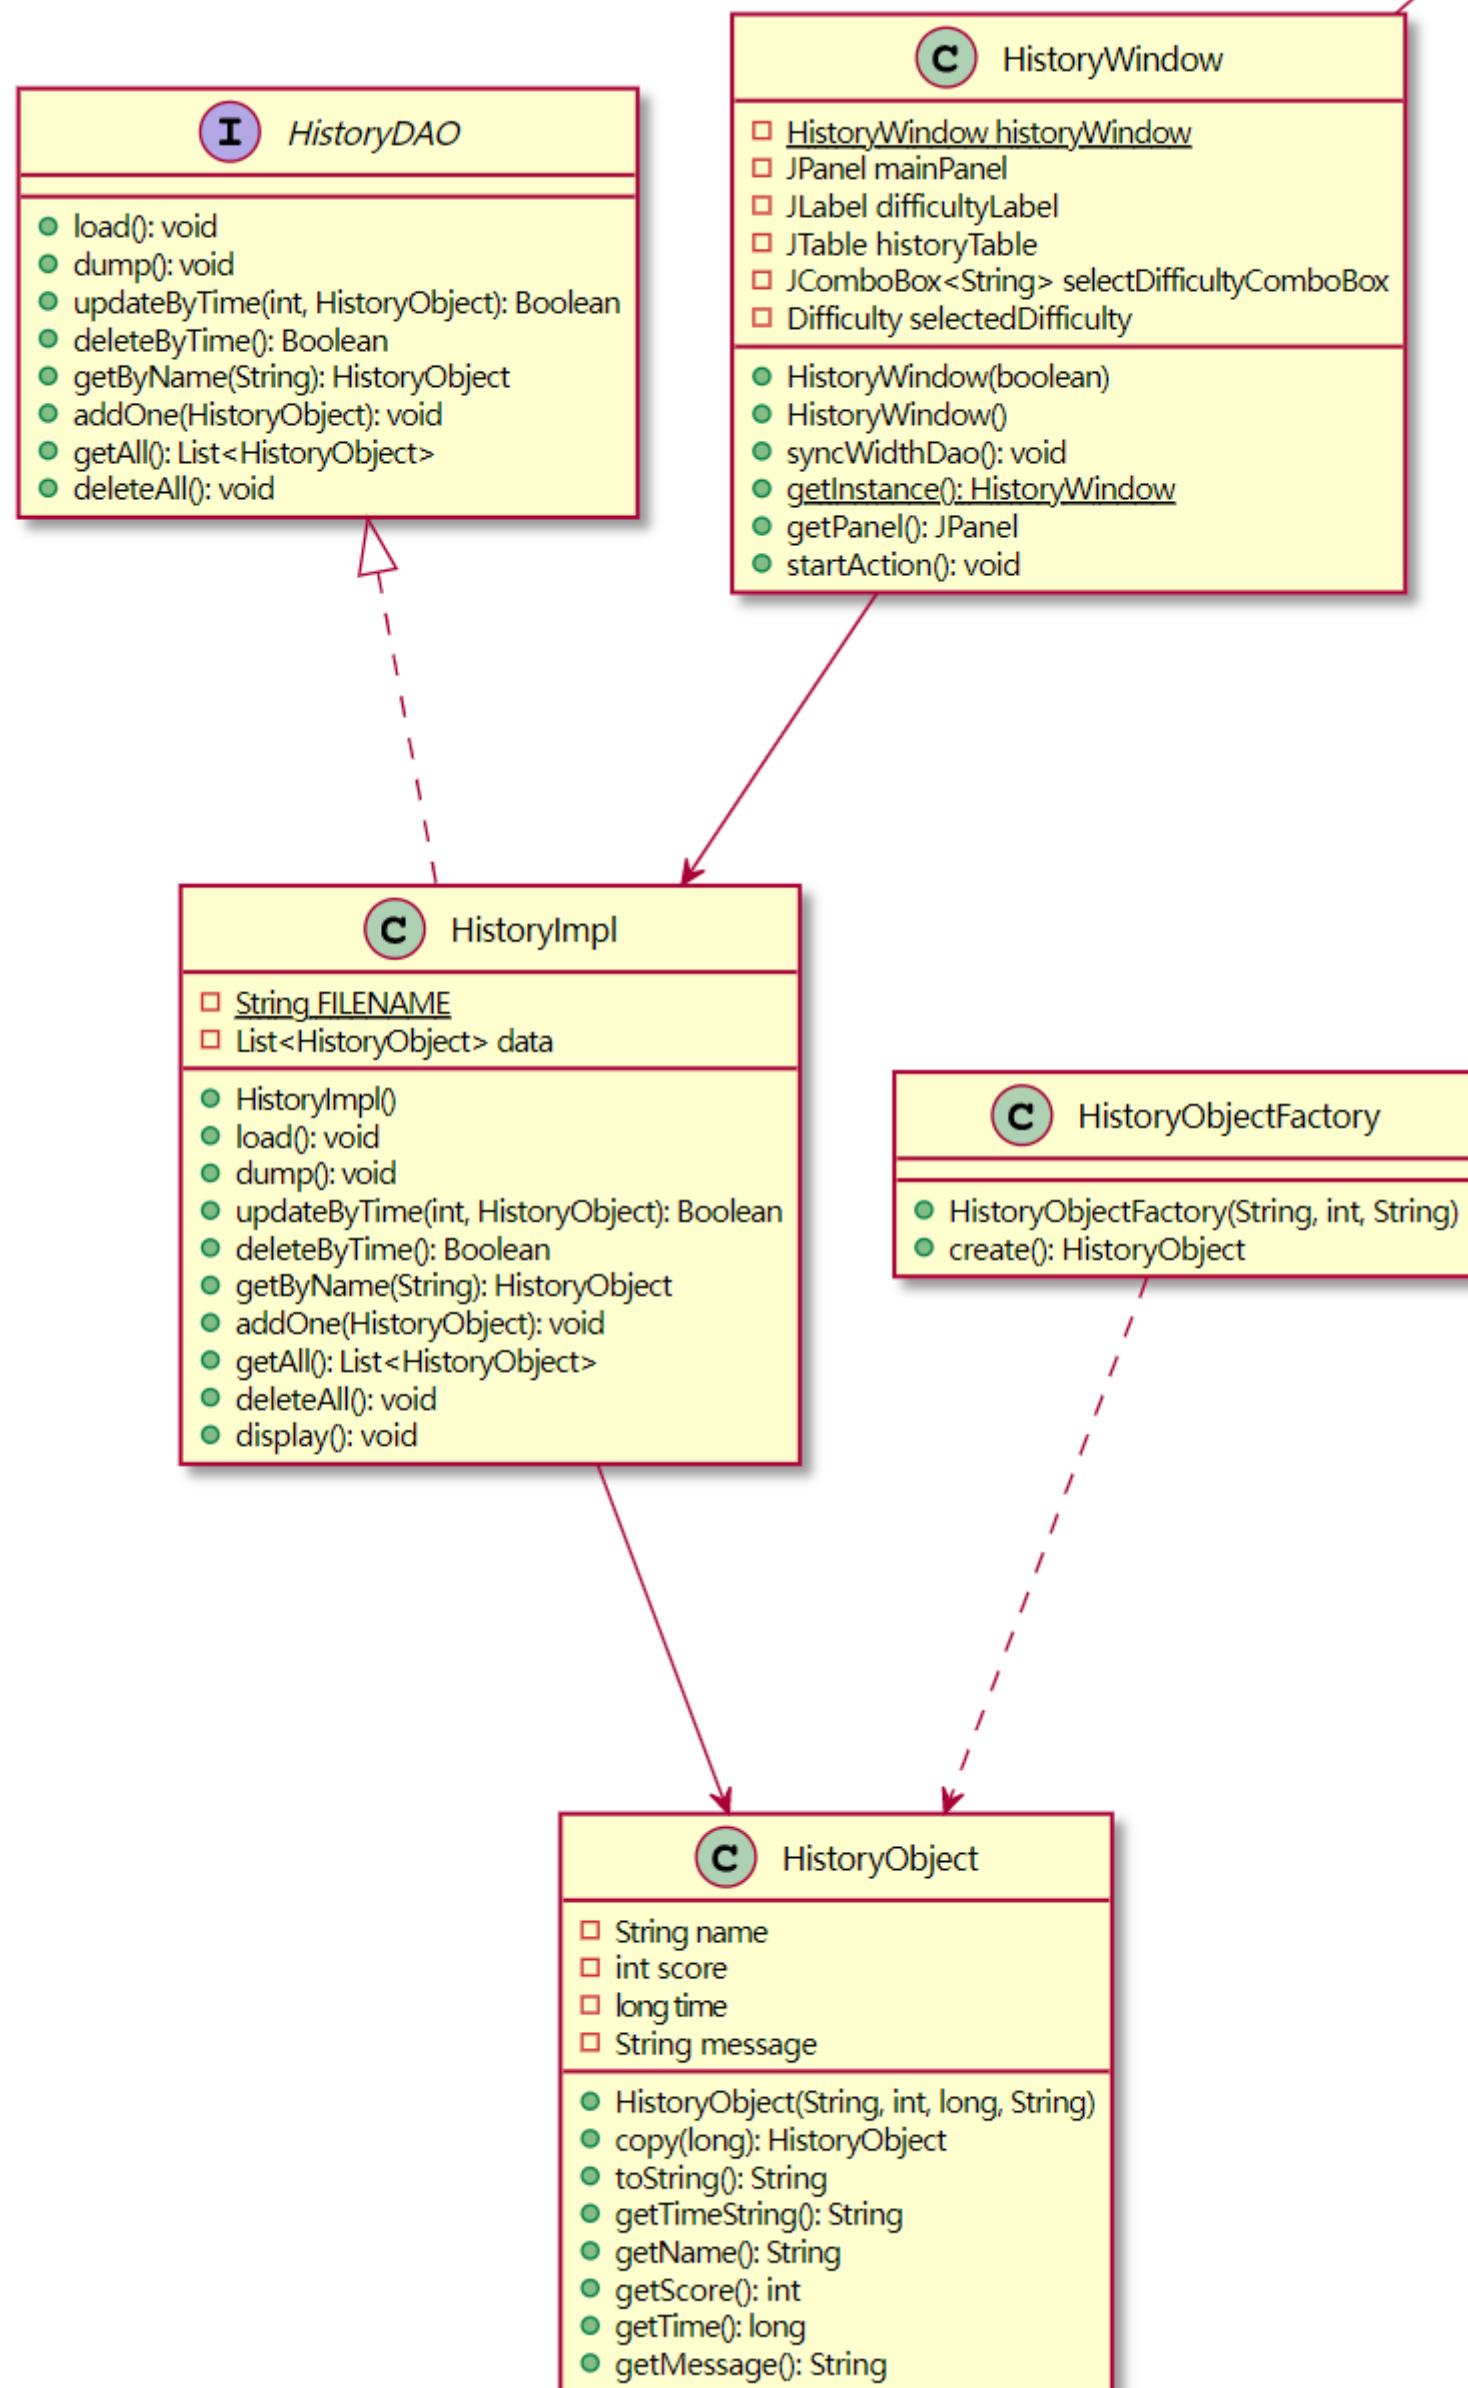 I HistoryDAO
load(): void
dump(): void
updateByTime(int, HistoryObject): Boolean
deleteByTime(): Boolean
getByName(String): HistoryObject
addOne(HistoryObject): void
getAll(): List<HistoryObject>
deleteAll(): void
C HistoryWindow
HistoryWindow historyWindow
JPanel mainPanel
JLabel difficultyLabel
JTable historyTable
JComboBox<String> selectDifficultyComboBox
Difficulty selectedDifficulty
HistoryWindow(boolean)
HistoryWindow()
syncWidthDao(): void
getInstance(): HistoryWindow
getPanel(): JPanel
startAction(): void
C HistoryImpl
String FILENAME
List<HistoryObject> data
HistoryImpl()
load(): void
dump(): void
updateByTime(int, HistoryObject): Boolean
deleteByTime(): Boolean
getByName(String): HistoryObject
addOne(HistoryObject): void
getAll(): List<HistoryObject>
deleteAll(): void
display(): void
C HistoryObjectFactory
HistoryObjectFactory(String, int, String)
create(): HistoryObject
C HistoryObject
String name
int score
long time
String message
HistoryObject(String, int, long, String)
copy(long): HistoryObject
toString(): String
getTimeString(): String
getName(): String
getScore(): int
getTime(): long
getMessage(): String